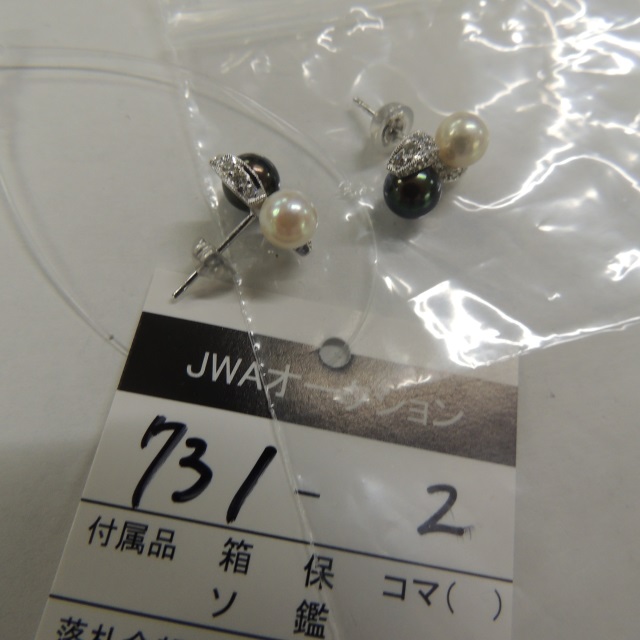 JWAオークション
731-2
付属品 箱 保 コマ( )
ソ 鑑